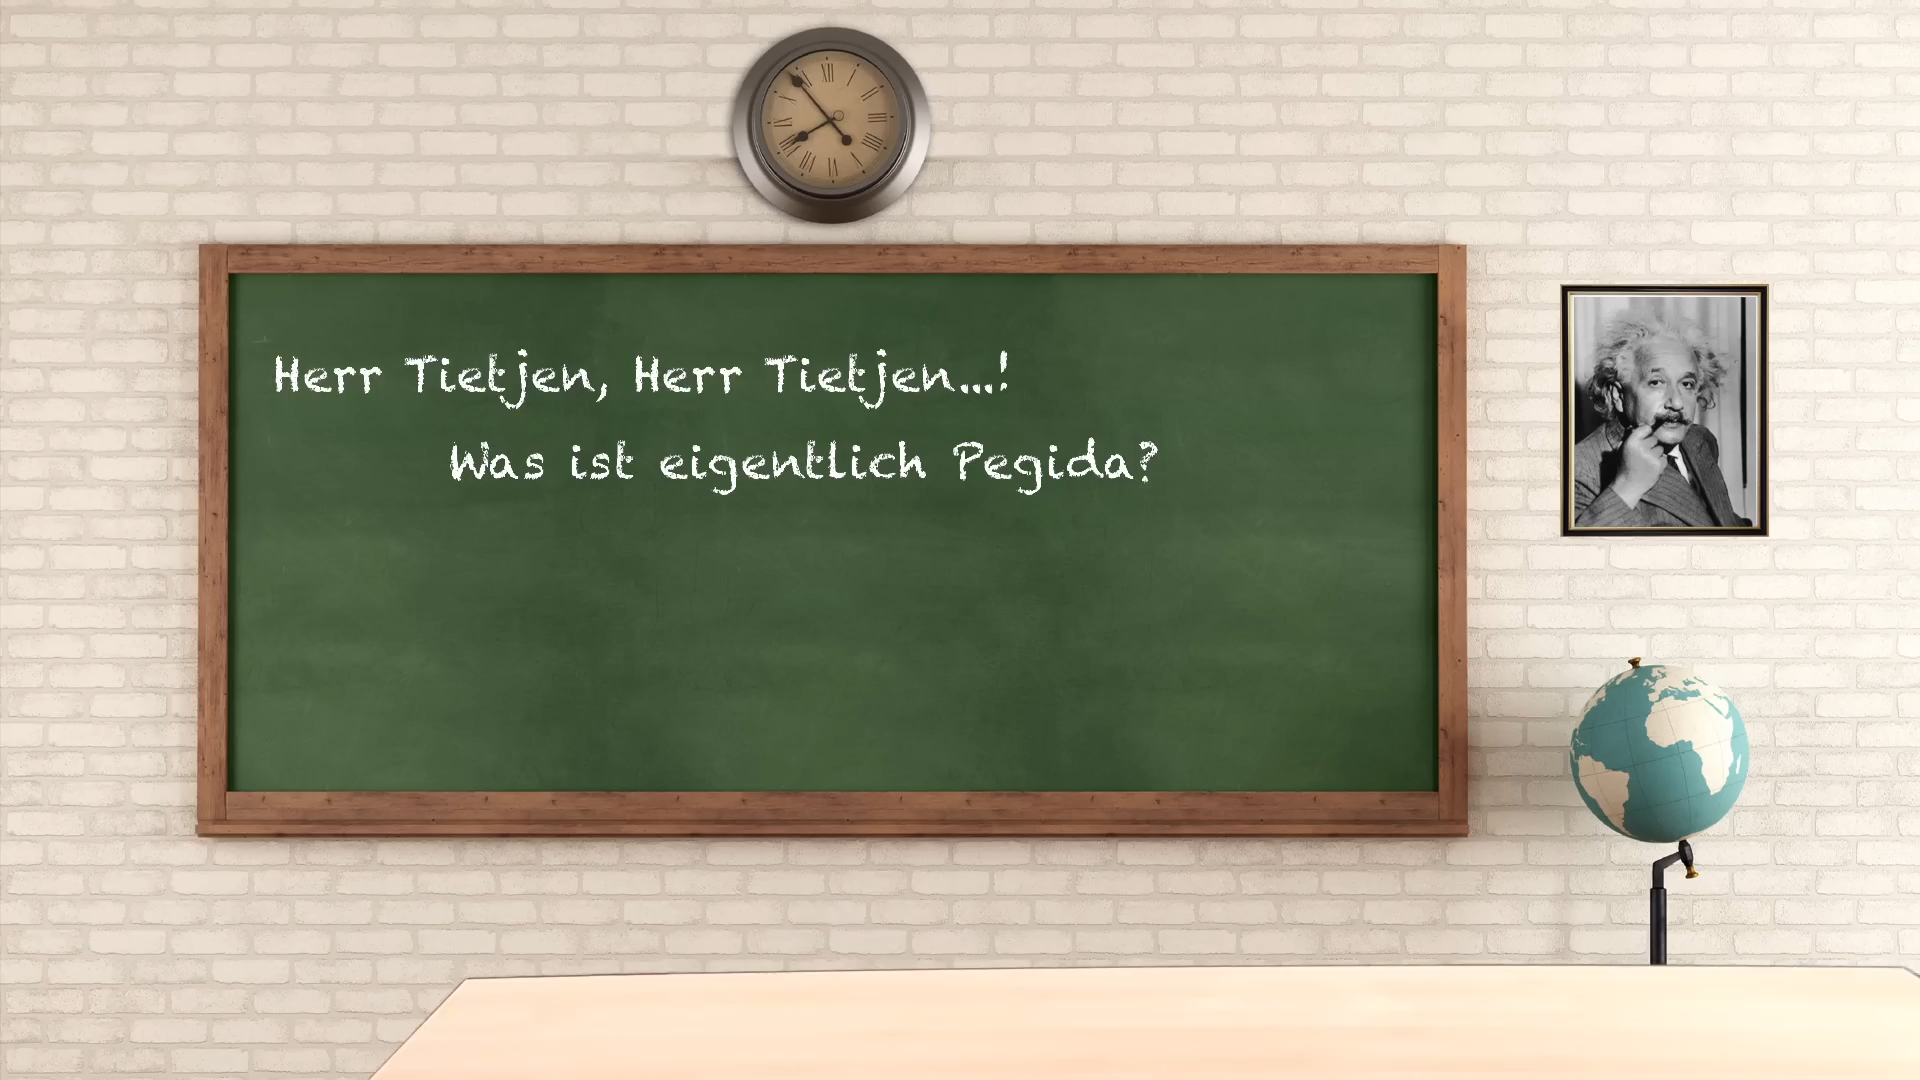 Herr Tietjen, Herr Tietjen...!
Was ist eigentlich Pegida?